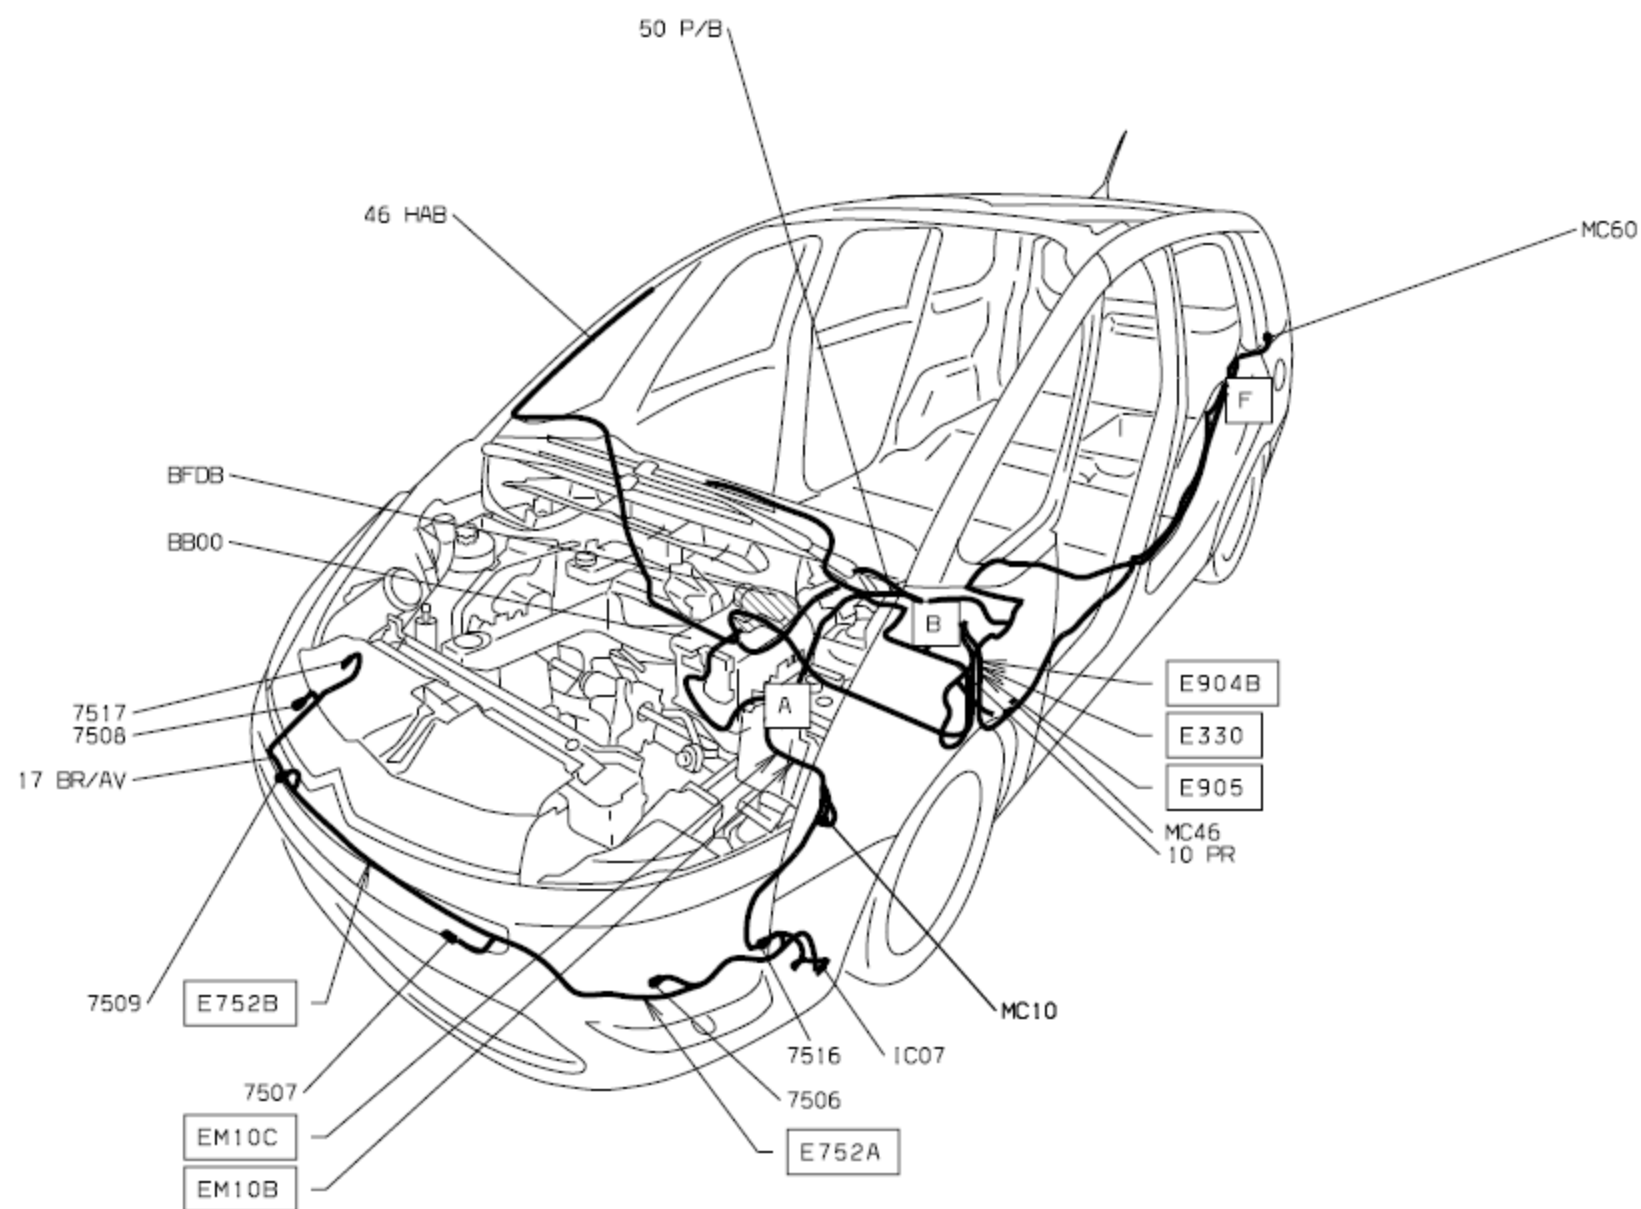 50 P/B
46 HAB
MC60
F
BFDB
BB00
B
E904B
7517
7508
A
E330
17 BR/AV
E905
MC46
10 PR
7509
E752B
MC10
7516
IC07
7507
7506
EM10C
E752A
EM10B